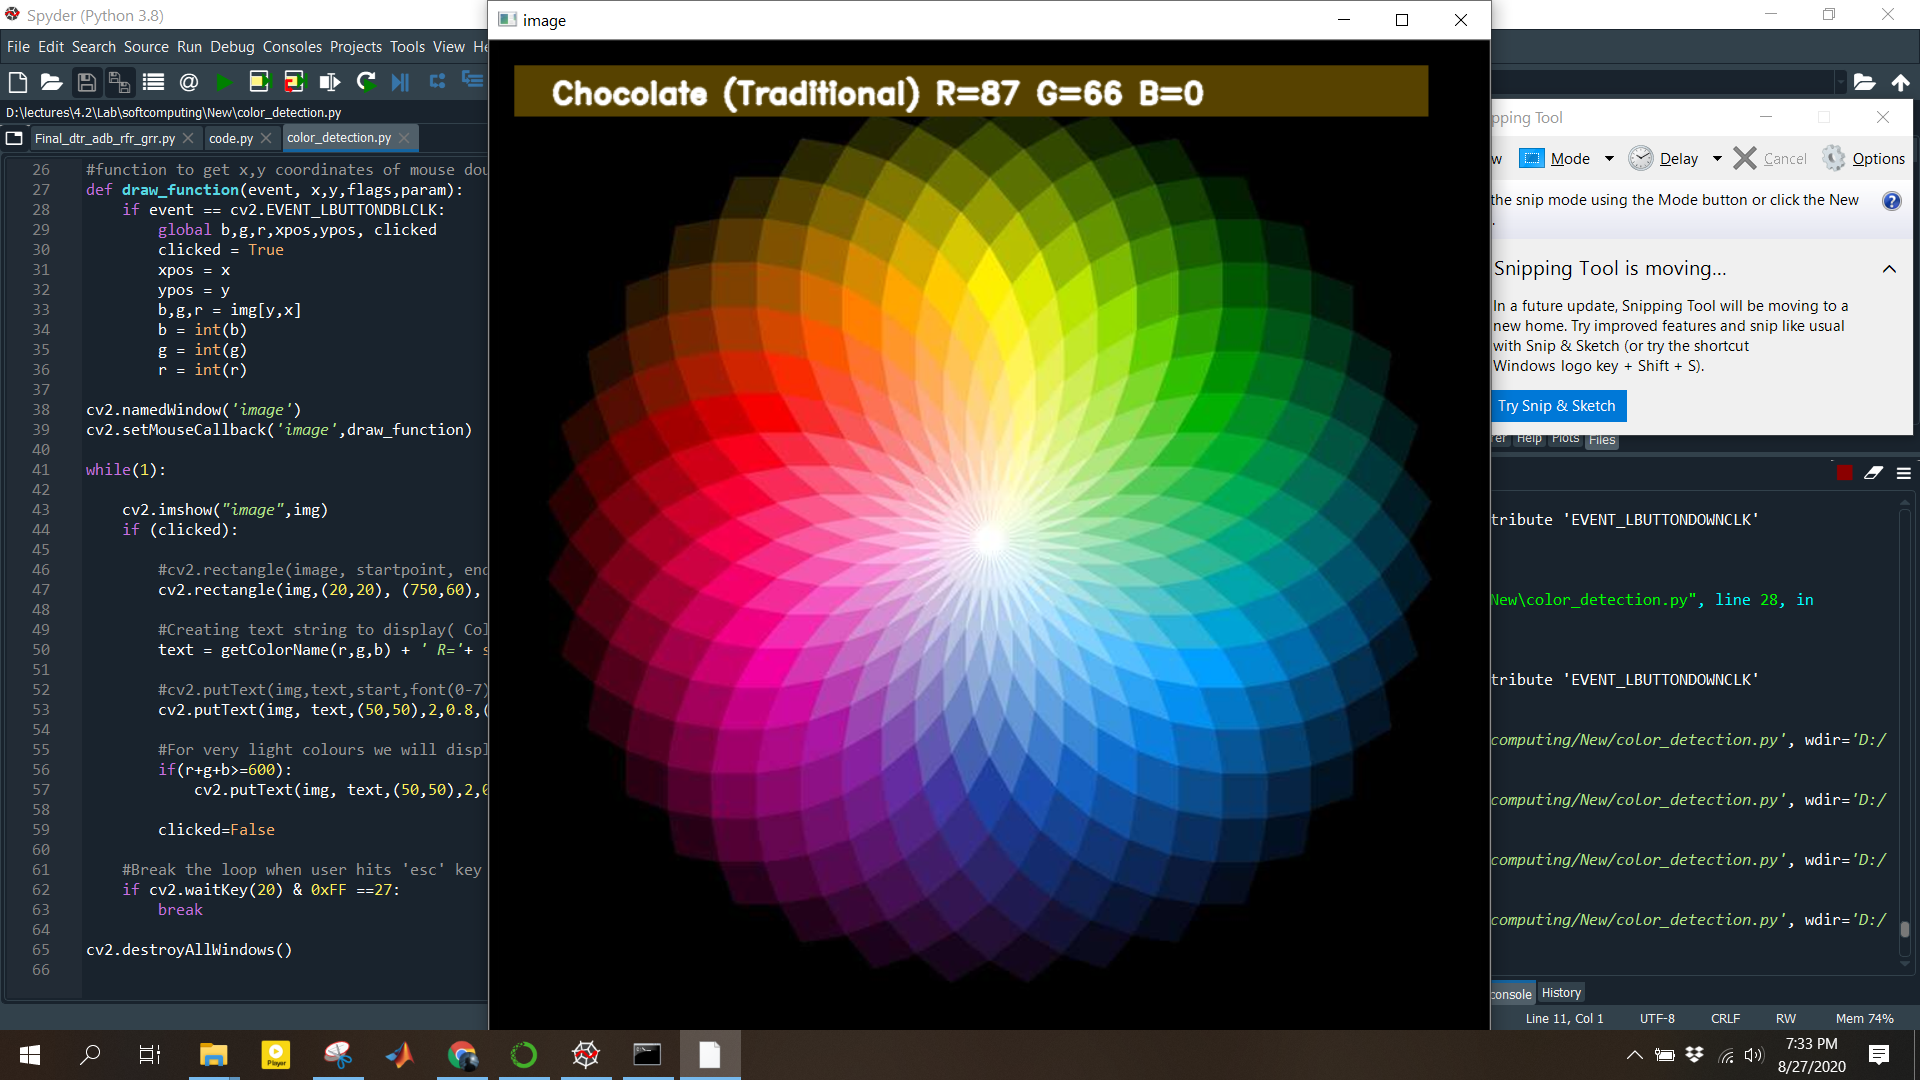 Spyder (Python 3.8)
File Edit Search Source Run Debug Consoles Projects Tools View He
D:\lectures\4.2\Lab\softcomputing\New\color_detection.py
Final_dtr_adb_rfr_grr.py code.py color_detection.py
26 #function to get x,y coordinates of mouse dou
27 def draw_function(event, x,y,flags,param):
28 if event == cv2.EVENT_LBUTTONDBLCLK:
29 global b,g,r,xpos,ypos, clicked
30 clicked = True
31 xpos = x
32 ypos = y
33 b,g,r = img[y,x]
34 b = int(b)
35 g = int(g)
36 r = int(r)
37
38 cv2.namedWindow('image')
39 cv2.setMouseCallback('image',draw_function)
40
41 while(1):
42
43 cv2.imshow("image",img)
44 if (clicked):
45
46 #cv2.rectangle(image, startpoint, end
47 cv2.rectangle(img,(20,20), (750,60),
48
49 #Creating text string to display( Col
50 text = getColorName(r,g,b) + ' R='+ s
51
52 #cv2.putText(img,text,start,font(0-7)
53 cv2.putText(img, text,(50,50),2,0.8,(
54
55 #For very light colours we will displ
56 if(r+g+b>=600):
57 cv2.putText(img, text,(50,50),2,0
58
59 clicked=False
60
61 #Break the loop when user hits 'esc' key
62 if cv2.waitKey(20) & 0xFF ==27:
63 break
64
65 cv2.destroyAllWindows()
66
image
Chocolate (Traditional) R=87 G=66 B=0
pping Tool
w Mode Delay Cancel Options
the snip mode using the Mode button or click the New
.
Snipping Tool is moving...
In a future update, Snipping Tool will be moving to a
new home. Try improved features and snip like usual
with Snip & Sketch (or try the shortcut
Windows logo key + Shift + S).
Try Snip & Sketch
rer Help Plots Files
tribute 'EVENT_LBUTTONDOWNCLK'
New\color_detection.py", line 28, in
tribute 'EVENT_LBUTTONDOWNCLK'
computing/New/color_detection.py', wdir='D:/
computing/New/color_detection.py', wdir='D:/
computing/New/color_detection.py', wdir='D:/
computing/New/color_detection.py', wdir='D:/
console History
Line 11, Col 1 UTF-8 CRLF RW Mem 74%
Player
7:33 PM
8/27/2020